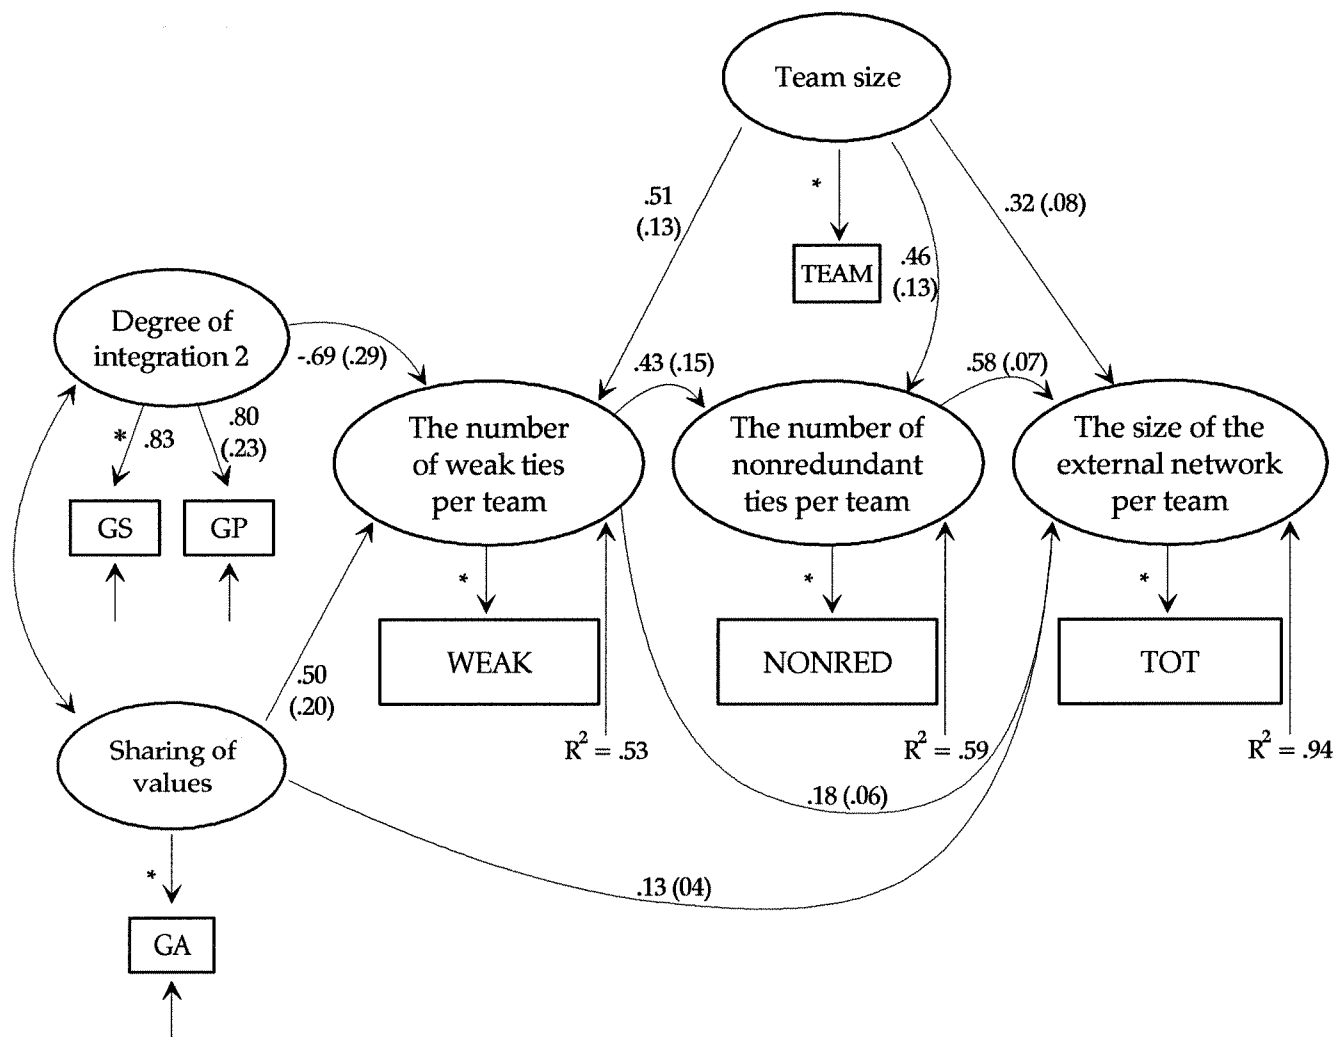 Team size
*
TEAM
.51
(.13)
.46
(.13)
.32 (.08)
Degree of
integration 2
-.69 (.29)
*
.83
.80
(.23)
GS
GP
.43 (.15)
.58 (.07)
The number
of weak ties
per team
The number of
nonredundant
ties per team
The size of the
external network
per team
*
*
*
WEAK
NONRED
TOT
.50
(.20)
R² = .53
R² = .59
R² = .94
Sharing of
values
.18 (.06)
.13 (04)
*
GA